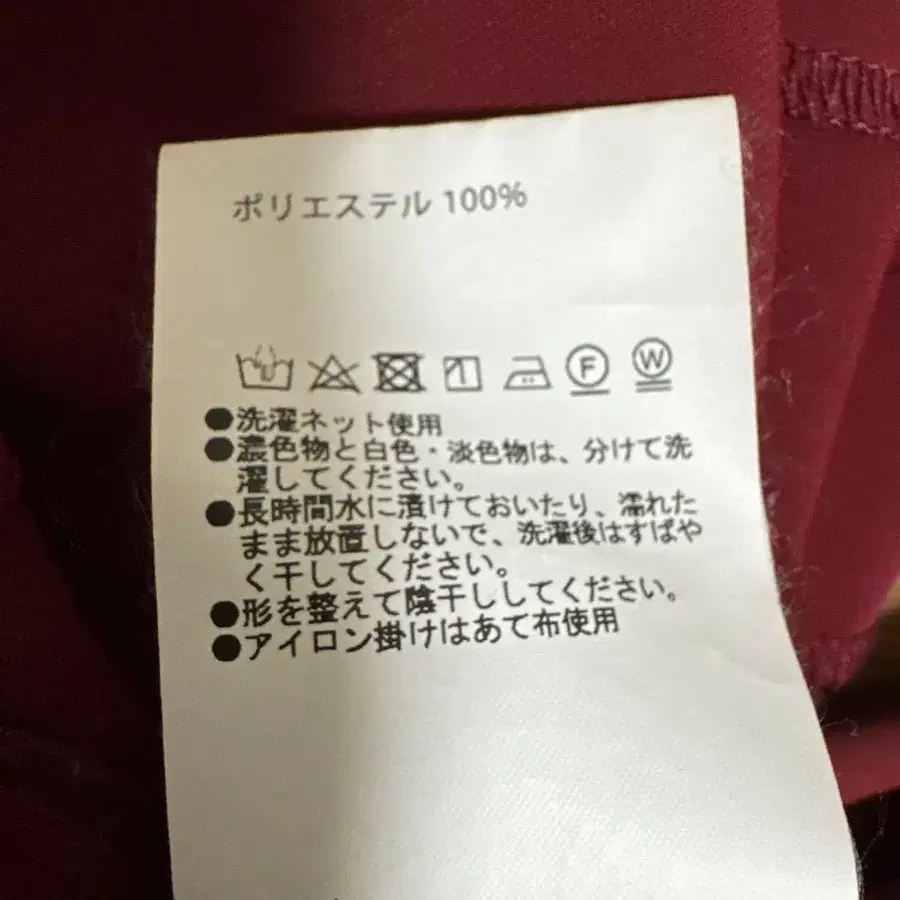 ポリエステル 100%
F W
●洗濯ネット使用
●濃色物と白色・淡色物は、分けて洗
濯してください。
●長時間水に漬けておいたり、濡れた
まま放置しないで、洗濯後はすばや
く干してください。
●形を整えて陰干ししてください。
●アイロン掛けはあて布使用